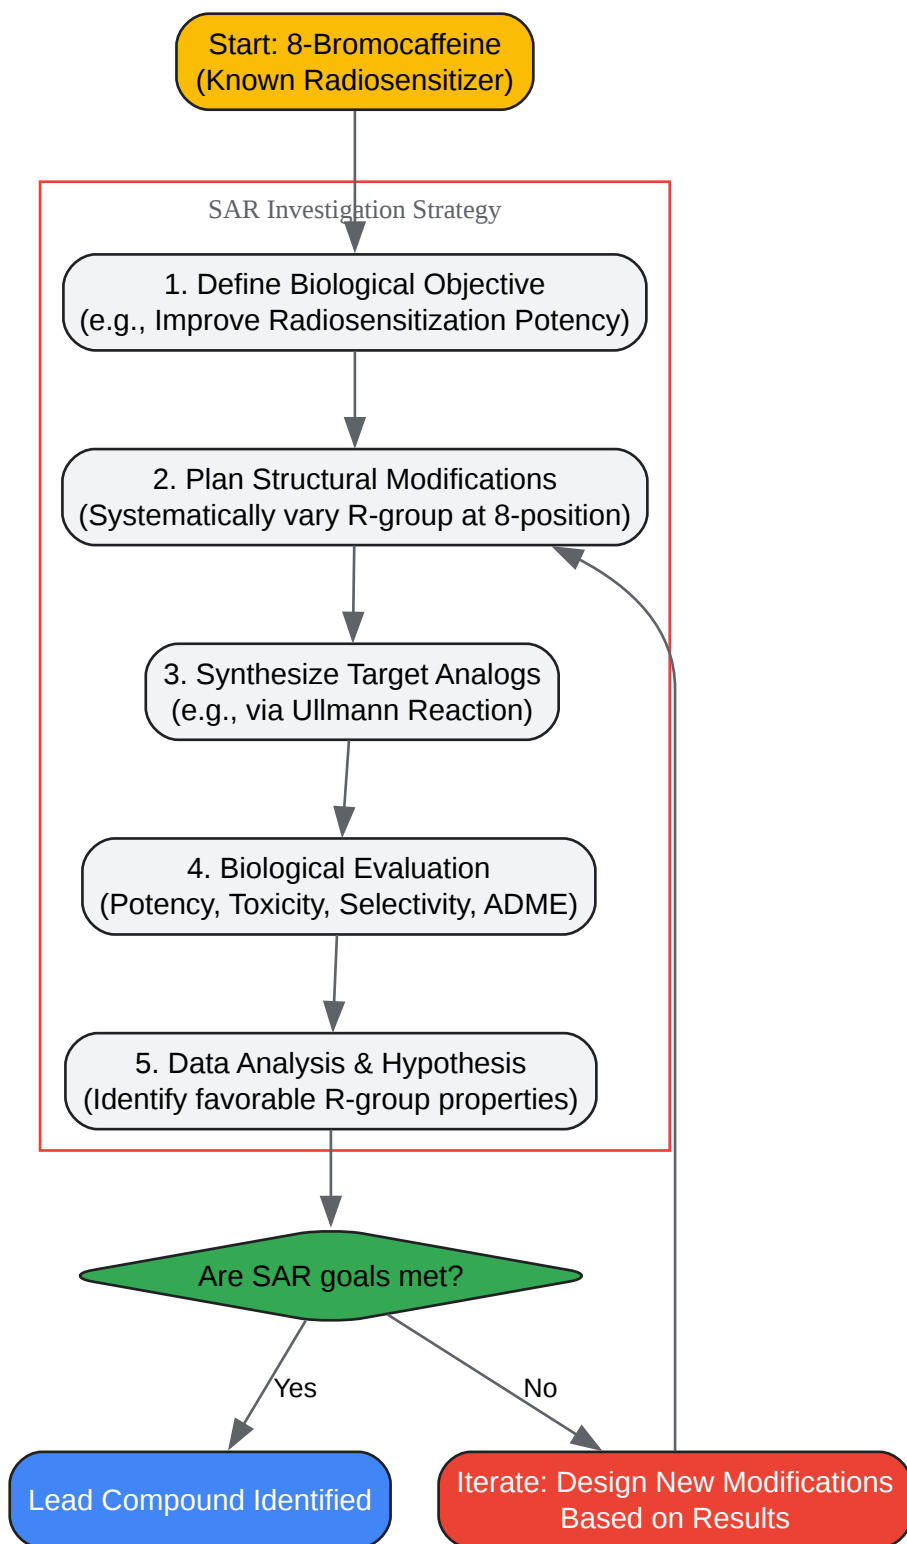 Start: 8-Bromocaffeine
(Known Radiosensitizer)
SAR Investigation Strategy
1. Define Biological Objective
(e.g., Improve Radiosensitization Potency)
2. Plan Structural Modifications
(Systematically vary R-group at 8-position)
3. Synthesize Target Analogs
(e.g., via Ullmann Reaction)
4. Biological Evaluation
(Potency, Toxicity, Selectivity, ADME)
5. Data Analysis & Hypothesis
(Identify favorable R-group properties)
Are SAR goals met?
Yes
No
Lead Compound Identified
Iterate: Design New Modifications
Based on Results